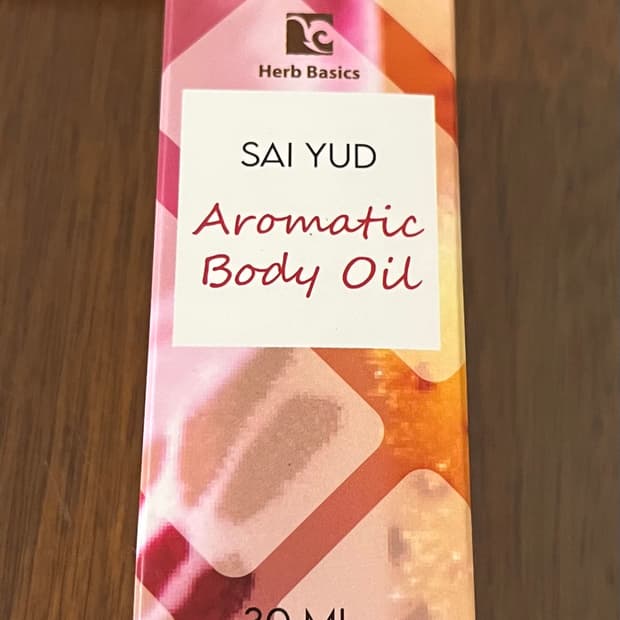 Herb Basics
SAI YUD
Aromatic
Body Oil